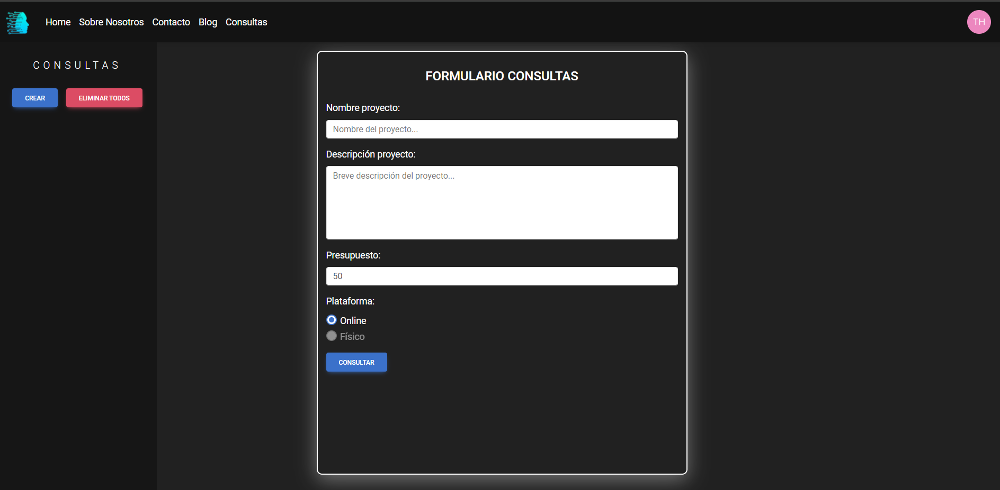 Home Sobre Nosotros Contacto Blog Consultas TH
CONSULTAS
CREAR ELIMINAR TODOS
FORMULARIO CONSULTAS
Nombre proyecto:
Nombre del proyecto...
Descripción proyecto:
Breve descripción del proyecto...
Presupuesto:
50
Plataforma:
Online
Físico
CONSULTAR